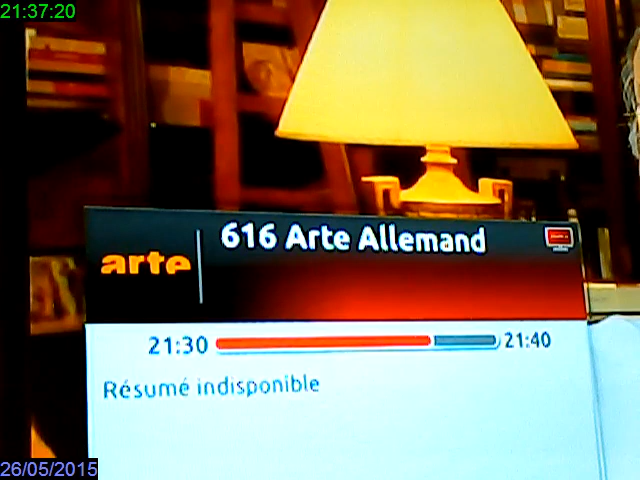 21:37:20
616 Arte Allemand
arte
21:30
21:40
Résumé indisponible
26/05/2015